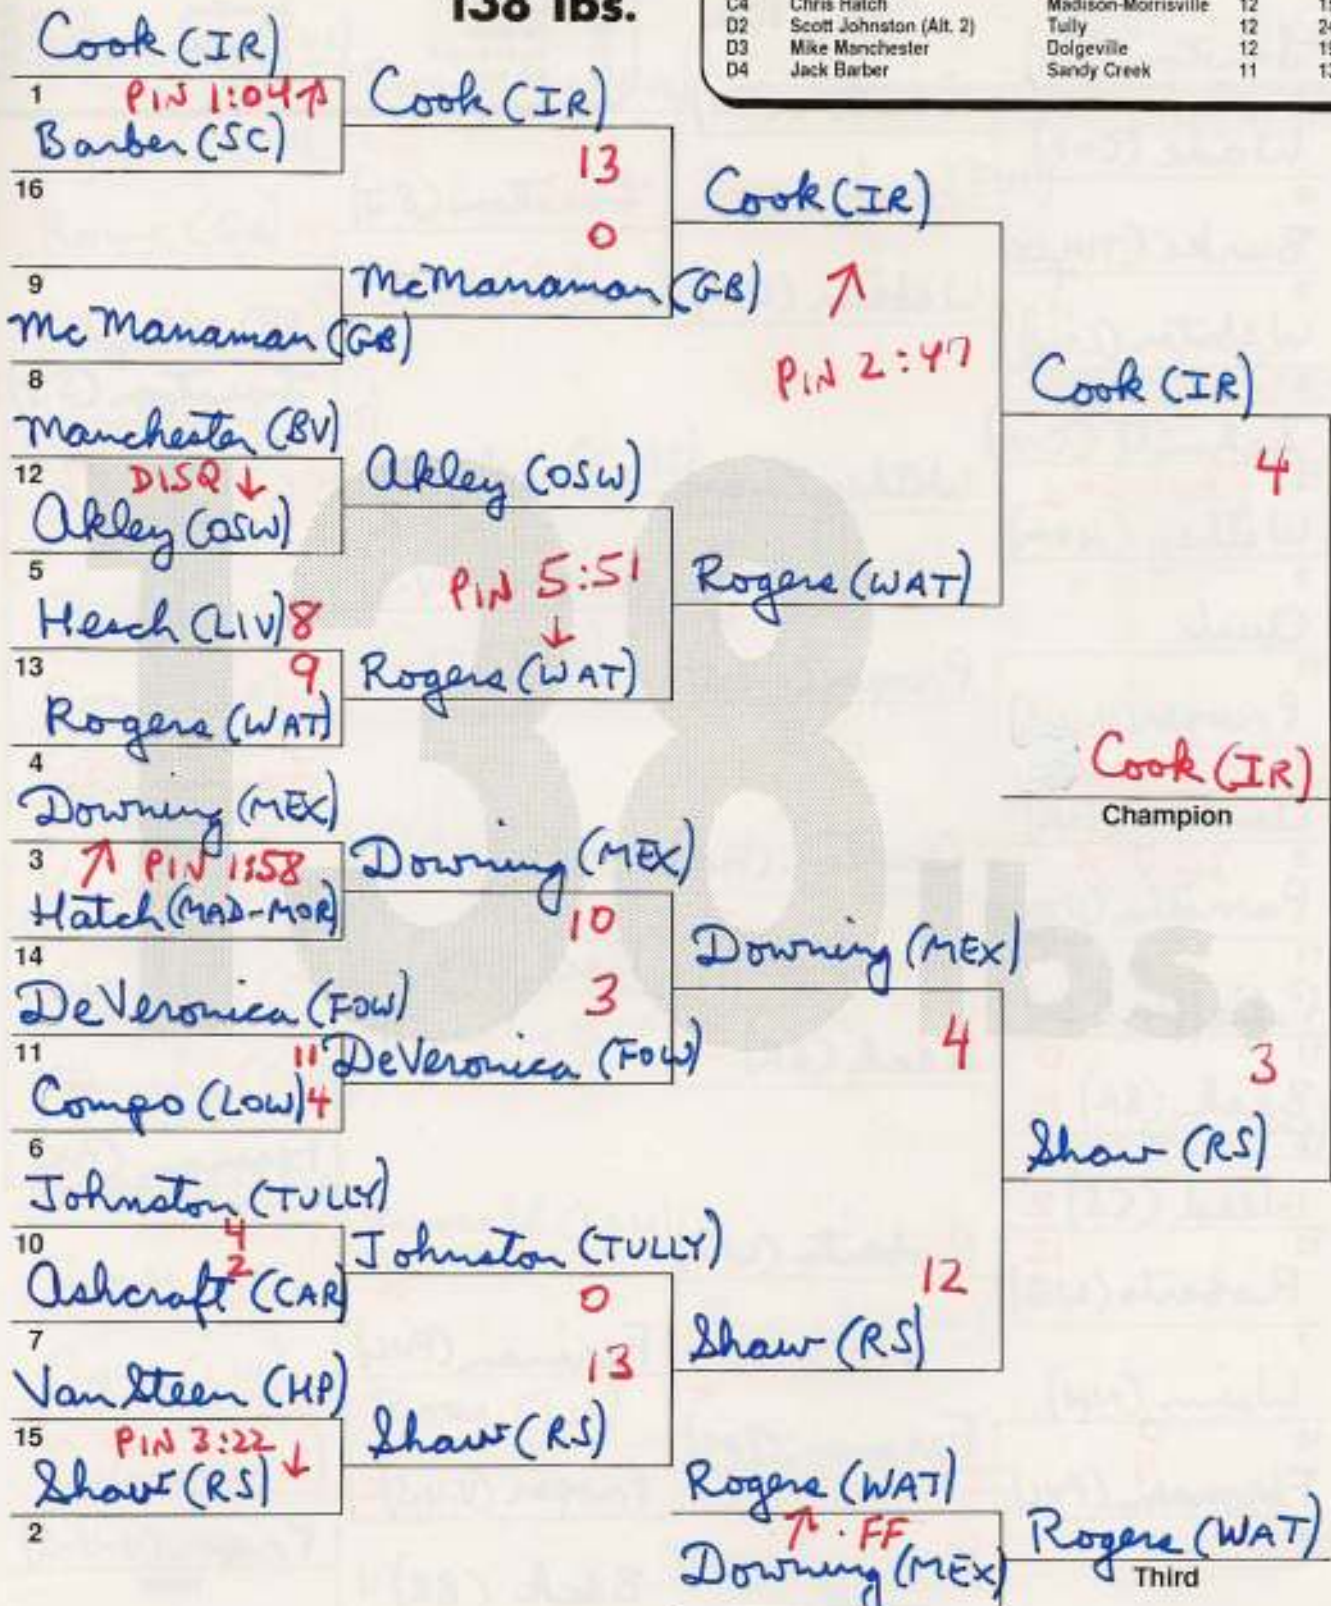 138 lbs.
C4 Chris Hatch Madison-Morrisville 12
D2 Scott Johnston (Alt. 2) Tully 12
D3 Mike Manchester Dolgeville 12
D4 Jack Barber Sandy Creek 11
Cook (IR)
1 PIN 1:04 ↑
Barber (SC)
16
9
McManaman (GB)
8
Manchester (BV)
12 DISQ ↓
Akley (OSW)
5
Hesch (LIV) 8
13 9
Rogers (WAT)
4
Downing (MEX)
3 ↑ PIN 1:58
Hatch (MAD-MOR)
14
DeVeronica (FOW)
11 11
Compo (LOW) 4
6
Johnston (TULLY)
10 4
2
Ashcraft (CAR)
7
Van Steen (HP)
15 PIN 3:22 ↓
Shaw (RS)
2
Cook (IR)
13
0
McManaman (GB)
Akley (OSW)
PIN 5:51
↓
Rogers (WAT)
Downing (MEX)
10
3
DeVeronica (FOW)
Johnston (TULLY)
0
13
Shaw (RS)
Cook (IR)
↑
PIN 2:47
Rogers (WAT)
Downing (MEX)
4
12
Shaw (RS)
Cook (IR)
4
3
Shaw (RS)
Cook (IR)
Champion
Rogers (WAT)
↑ . FF
Downing (MEX)
Rogers (WAT)
Third
138 lbs.